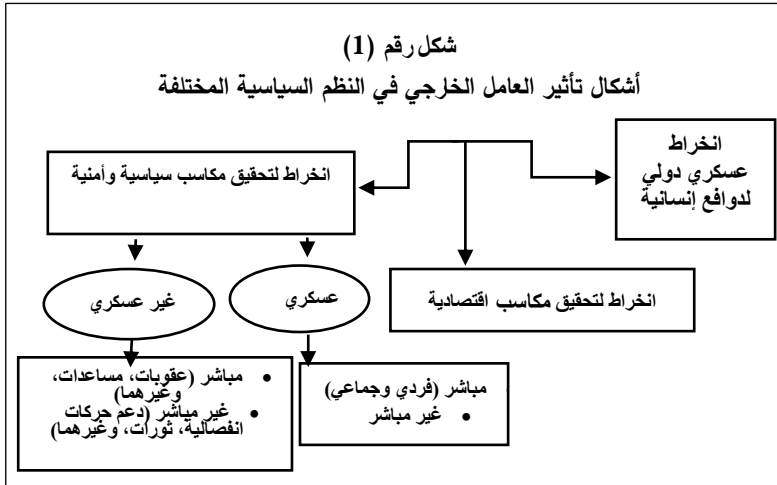 شكل رقم (1)
أشكال تأثير العامل الخارجي في النظم السياسية المختلفة
انخراط
عسكري دولي
لدوافع إنسانية
انخراط لتحقيق مكاسب سياسية وأمنية
انخراط لتحقيق مكاسب اقتصادية
عسكري
غير عسكري
مباشر (فردي وجماعي)
• غير مباشر
• مباشر (عقوبات، مساعدات،
وغيرهما)
• غير مباشر (دعم حركات
انفصالية، ثورات، وغيرهما)